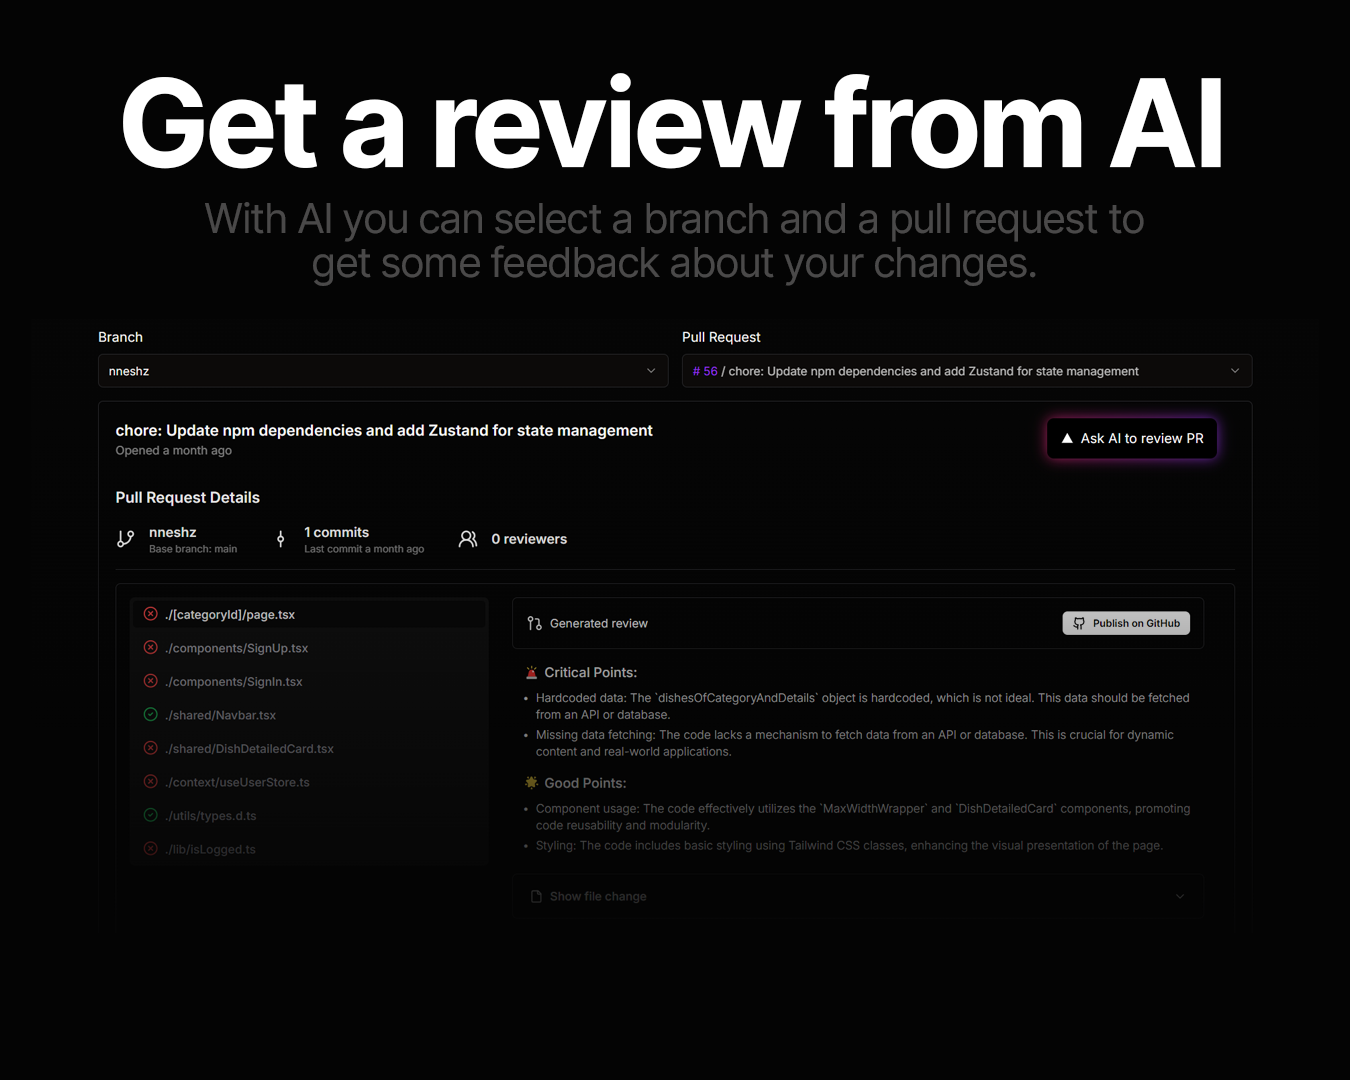 Get a review from AI
With AI you can select a branch and a pull request to
get some feedback about your changes.
Branch
Pull Request
nneshz
# 56 / chore: Update npm dependencies and add Zustand for state management
chore: Update npm dependencies and add Zustand for state management
Opened a month ago
Ask AI to review PR
Pull Request Details
nneshz
Base branch: main
1 commits
Last commit a month ago
0 reviewers
./[categoryId]/page.tsx
./components/SignUp.tsx
./components/SignIn.tsx
./shared/Navbar.tsx
./shared/DishDetailedCard.tsx
./context/useUserStore.ts
./utils/types.d.ts
./lib/isLogged.ts
Generated review
Publish on GitHub
🚨 Critical Points:
• Hardcoded data: The `dishesOfCategoryAndDetails` object is hardcoded, which is not ideal. This data should be fetched
from an API or database.
• Missing data fetching: The code lacks a mechanism to fetch data from an API or database. This is crucial for dynamic
content and real-world applications.
🌟 Good Points:
• Component usage: The code effectively utilizes the `MaxWidthWrapper` and `DishDetailedCard` components, promoting
code reusability and modularity.
• Styling: The code includes basic styling using Tailwind CSS classes, enhancing the visual presentation of the page.
Show file change